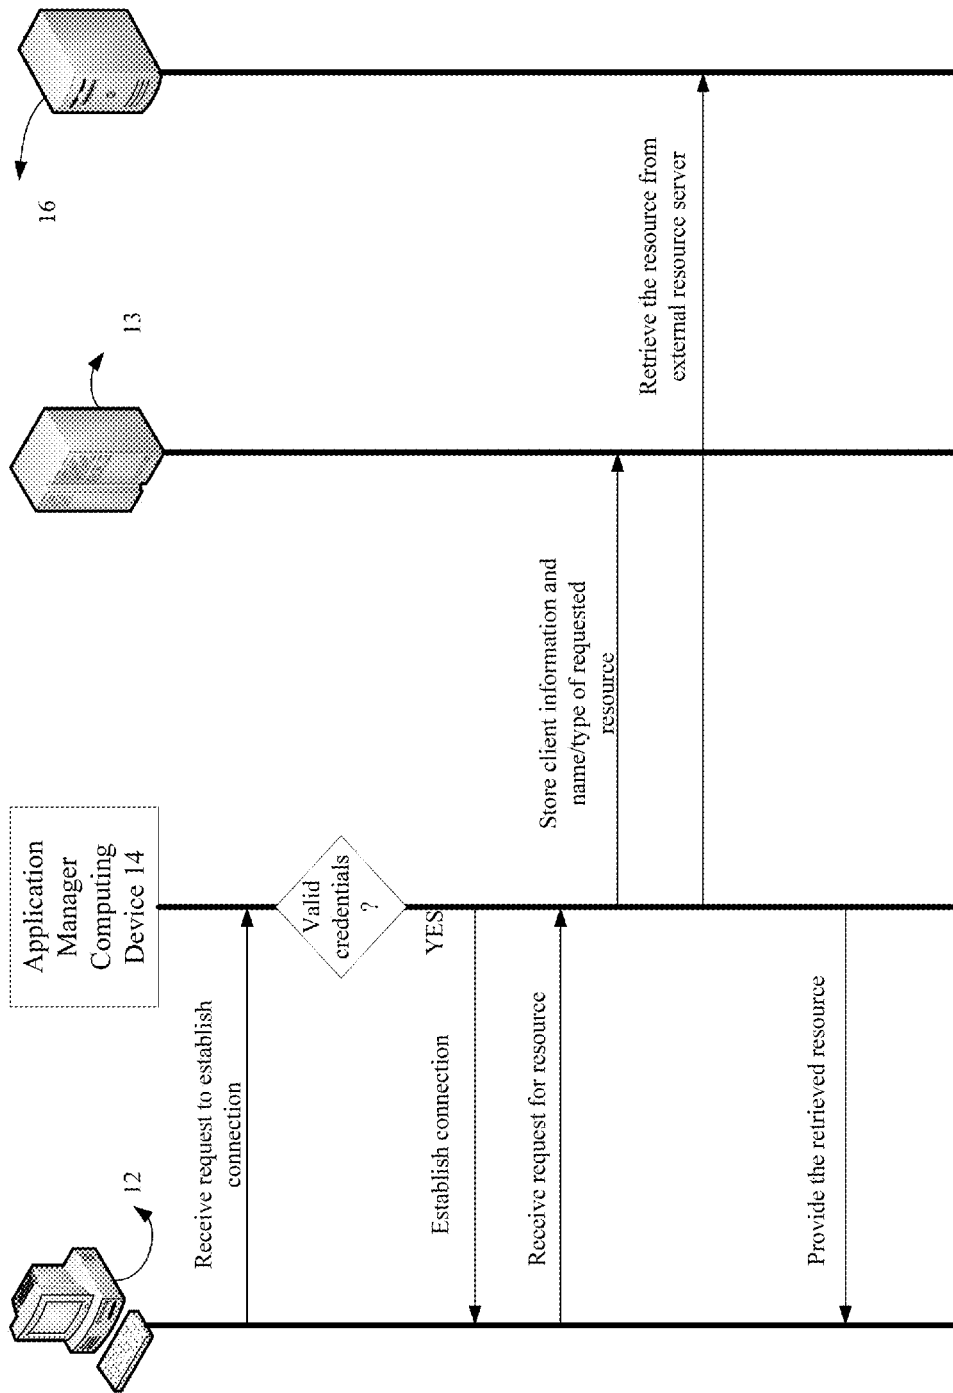 12
Application
Manager
Computing
Device 14
13
16
Receive request to establish
connection
Valid
credentials
?
YES
Establish connection
Receive request for resource
Store client information and
name/type of requested
resource
Retrieve the resource from
external resource server
Provide the retrieved resource